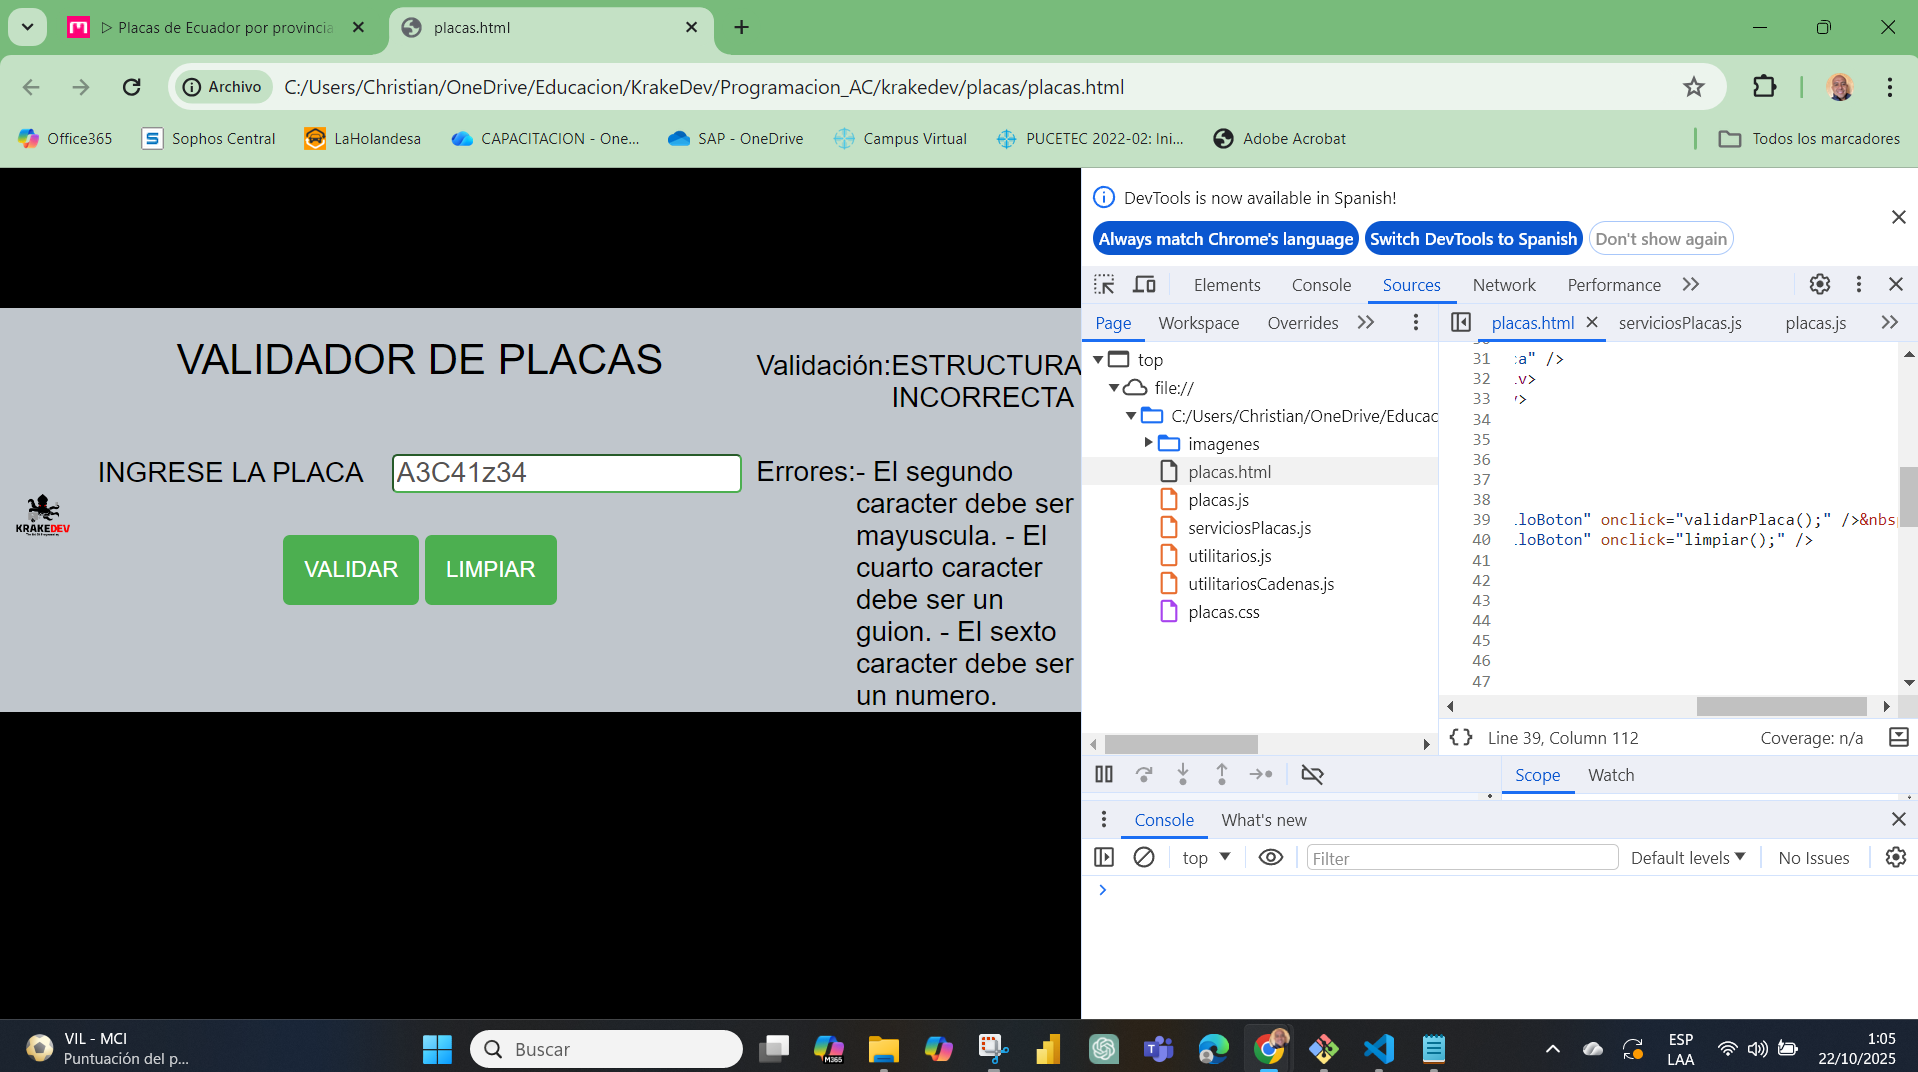 ▷ Placas de Ecuador por provincia
placas.html
Archivo
C:/Users/Christian/OneDrive/Educacion/KrakeDev/Programacion_AC/krakedev/placas/placas.html
Office365
Sophos Central
LaHolandesa
CAPACITACION - One...
SAP - OneDrive
Campus Virtual
PUCETEC 2022-02: Ini...
Adobe Acrobat
Todos los marcadores
VALIDADOR DE PLACAS
Validación:ESTRUCTURA
INCORRECTA
INGRESE LA PLACA
A3C41z34
KRAKEDEV
VALIDAR
LIMPIAR
Errores:- El segundo
caracter debe ser
mayuscula. - El
cuarto caracter
debe ser un
guion. - El sexto
caracter debe ser
un numero.
DevTools is now available in Spanish!
Always match Chrome's language
Switch DevTools to Spanish
Don't show again
Elements
Console
Sources
Network
Performance
Page
Workspace
Overrides
placas.html
serviciosPlacas.js
placas.js
top
file://
C:/Users/Christian/OneDrive/Educac
imagenes
placas.html
placas.js
serviciosPlacas.js
utilitarios.js
utilitariosCadenas.js
placas.css
31 :a" />
32 .v>
33 >
34
35
36
37
38
39 .loBoton" onclick="validarPlaca();" />&nbs
40 .loBoton" onclick="limpiar();" />
41
42
43
44
45
46
47
{} Line 39, Column 112
Coverage: n/a
Scope
Watch
Console
What's new
top
Filter
Default levels
No Issues
>
VIL - MCI
Puntuación del p...
Buscar
M365
ESP
LAA
1:05
22/10/2025